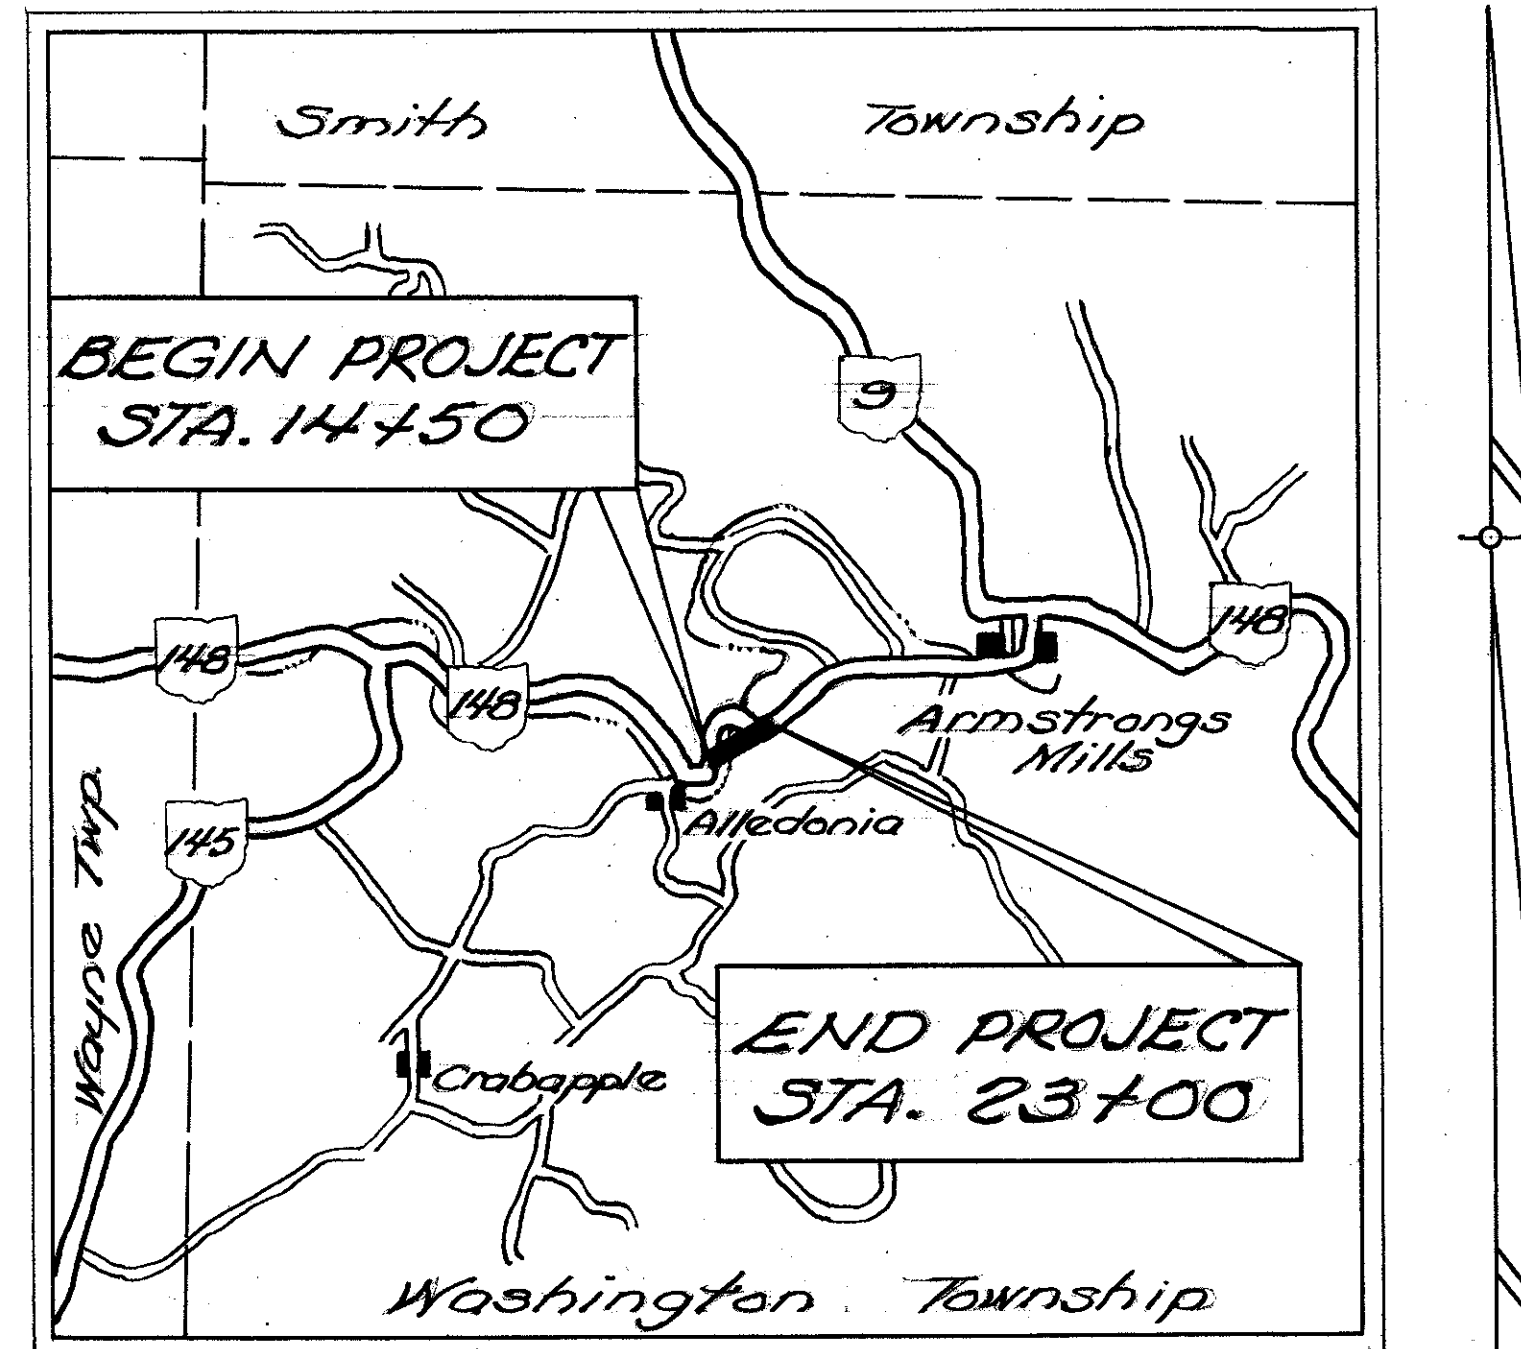 Smith Township
BEGIN PROJECT
STA. 14+50
9
148
148
148
Armstrongs
Mills
Alledonia
145
Wayne Twp.
END PROJECT
STA. 23+00
Crabapple
Washington Township